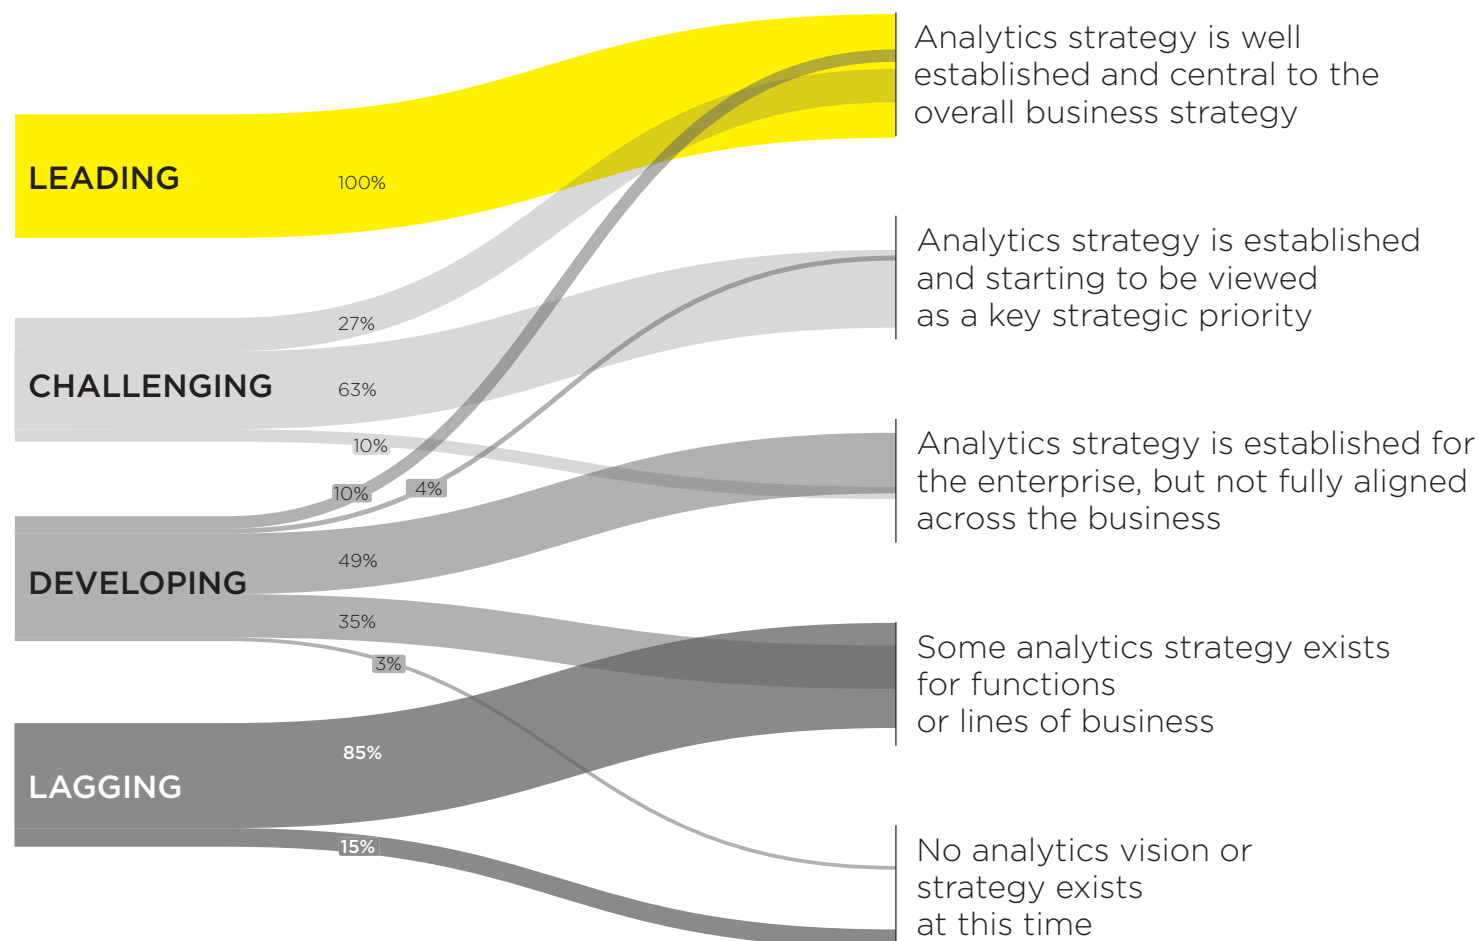 LEADING
100%
CHALLENGING
27%
63%
10%
DEVELOPING
10%
4%
49%
35%
3%
LAGGING
85%
15%
Analytics strategy is well
established and central to the
overall business strategy
Analytics strategy is established
and starting to be viewed
as a key strategic priority
Analytics strategy is established for
the enterprise, but not fully aligned
across the business
Some analytics strategy exists
for functions
or lines of business
No analytics vision or
strategy exists
at this time